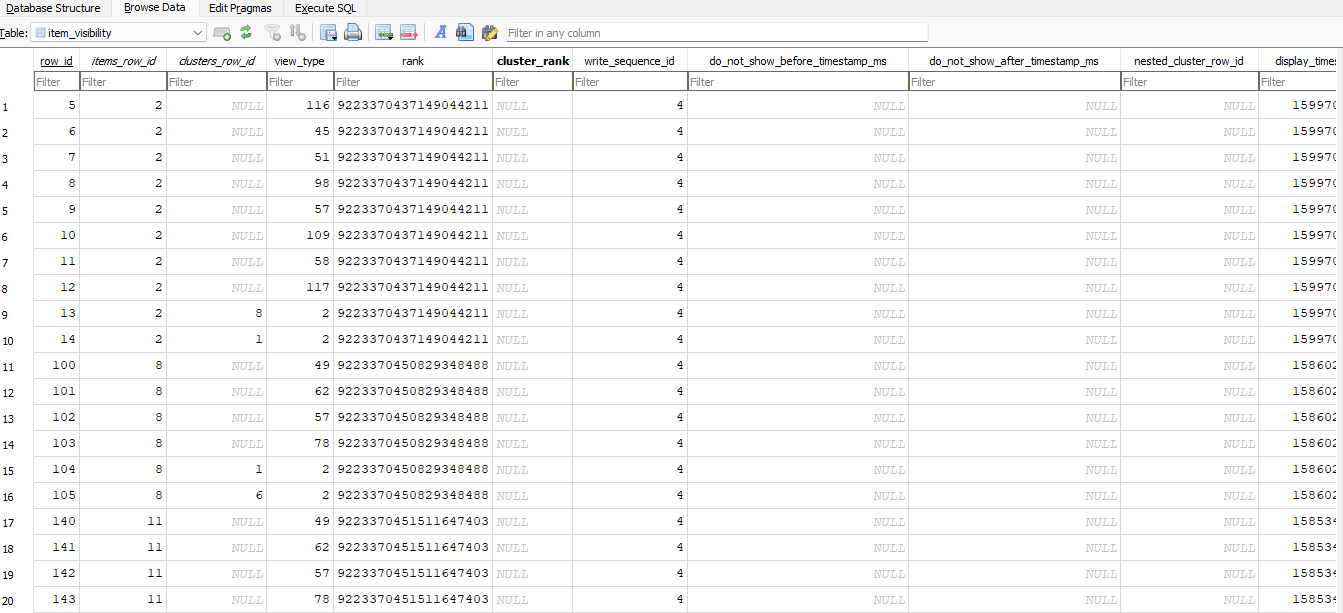 Database Structure Browse Data Edit Pragmas Execute SQL
Table: item_visibility Filter in any column
row_id items_row_id clusters_row_id view_type rank cluster_rank write_sequence_id do_not_show_before_timestamp_ms do_not_show_after_timestamp_ms nested_cluster_row_id display_times
Filter Filter Filter Filter Filter Filter Filter Filter Filter Filter Filter
1 5 2 NULL 116 9223370437149044211 NULL 4 NULL NULL NULL 159970
2 6 2 NULL 45 9223370437149044211 NULL 4 NULL NULL NULL 159970
3 7 2 NULL 51 9223370437149044211 NULL 4 NULL NULL NULL 159970
4 8 2 NULL 98 9223370437149044211 NULL 4 NULL NULL NULL 159970
5 9 2 NULL 57 9223370437149044211 NULL 4 NULL NULL NULL 159970
6 10 2 NULL 109 9223370437149044211 NULL 4 NULL NULL NULL 159970
7 11 2 NULL 58 9223370437149044211 NULL 4 NULL NULL NULL 159970
8 12 2 NULL 117 9223370437149044211 NULL 4 NULL NULL NULL 159970
9 13 2 8 2 9223370437149044211 NULL 4 NULL NULL NULL 159970
10 14 2 1 2 9223370437149044211 NULL 4 NULL NULL NULL 159970
11 100 8 NULL 49 9223370450829348488 NULL 4 NULL NULL NULL 158602
12 101 8 NULL 62 9223370450829348488 NULL 4 NULL NULL NULL 158602
13 102 8 NULL 57 9223370450829348488 NULL 4 NULL NULL NULL 158602
14 103 8 NULL 78 9223370450829348488 NULL 4 NULL NULL NULL 158602
15 104 8 1 2 9223370450829348488 NULL 4 NULL NULL NULL 158602
16 105 8 6 2 9223370450829348488 NULL 4 NULL NULL NULL 158602
17 140 11 NULL 49 9223370451511647403 NULL 4 NULL NULL NULL 158534
18 141 11 NULL 62 9223370451511647403 NULL 4 NULL NULL NULL 158534
19 142 11 NULL 57 9223370451511647403 NULL 4 NULL NULL NULL 158534
20 143 11 NULL 78 9223370451511647403 NULL 4 NULL NULL NULL 158534